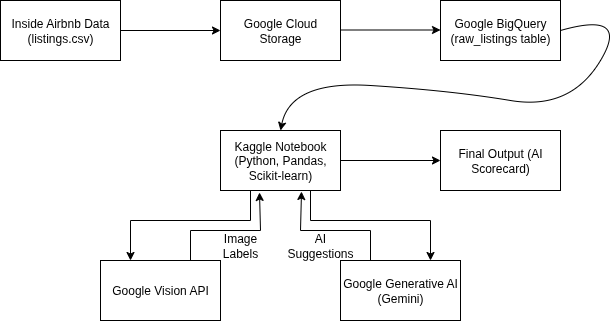 Inside Airbnb Data
(listings.csv)
Google Cloud
Storage
Google BigQuery
(raw_listings table)
Kaggle Notebook
(Python, Pandas,
Scikit-learn)
Final Output (AI
Scorecard)
Image
Labels
AI
Suggestions
Google Vision API
Google Generative AI
(Gemini)